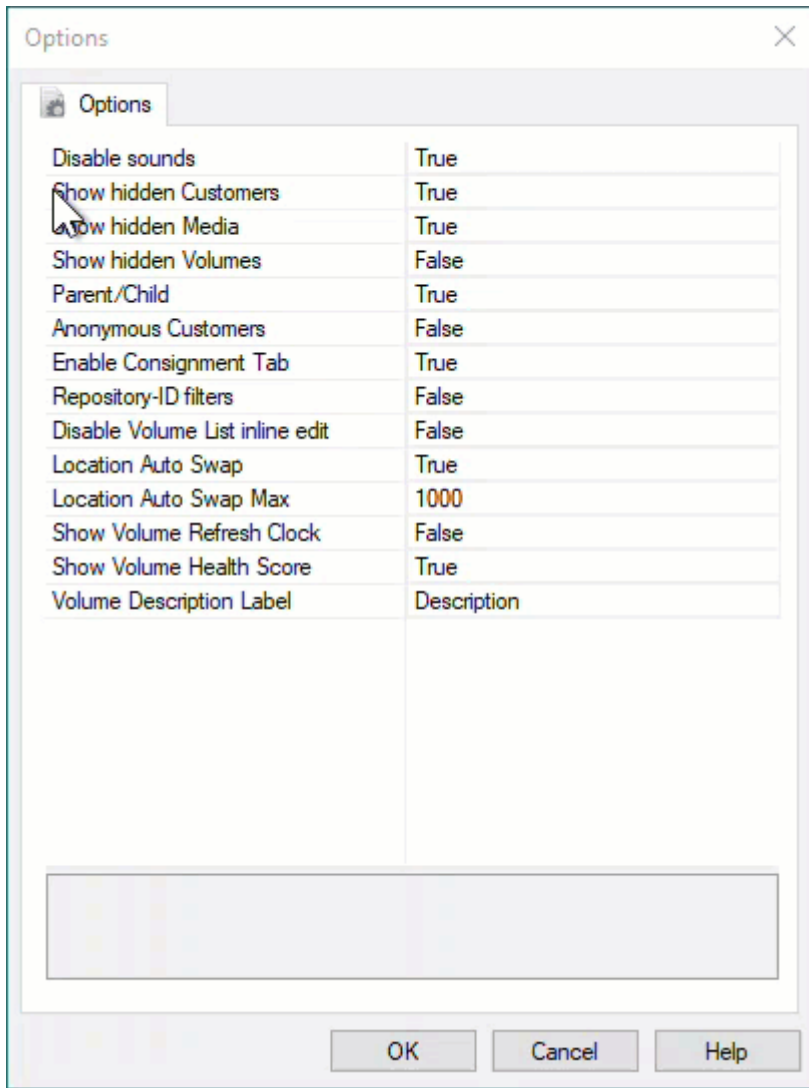 Options
Options
Disable sounds True
Show hidden Customers True
Show hidden Media True
Show hidden Volumes False
Parent/Child True
Anonymous Customers False
Enable Consignment Tab True
Repository-ID filters False
Disable Volume List inline edit False
Location Auto Swap True
Location Auto Swap Max 1000
Show Volume Refresh Clock False
Show Volume Health Score True
Volume Description Label Description
OK Cancel Help